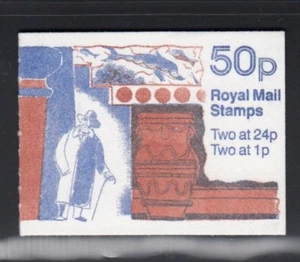 50p
Royal Mail
Stamps
Two at 24p
Two at 1p